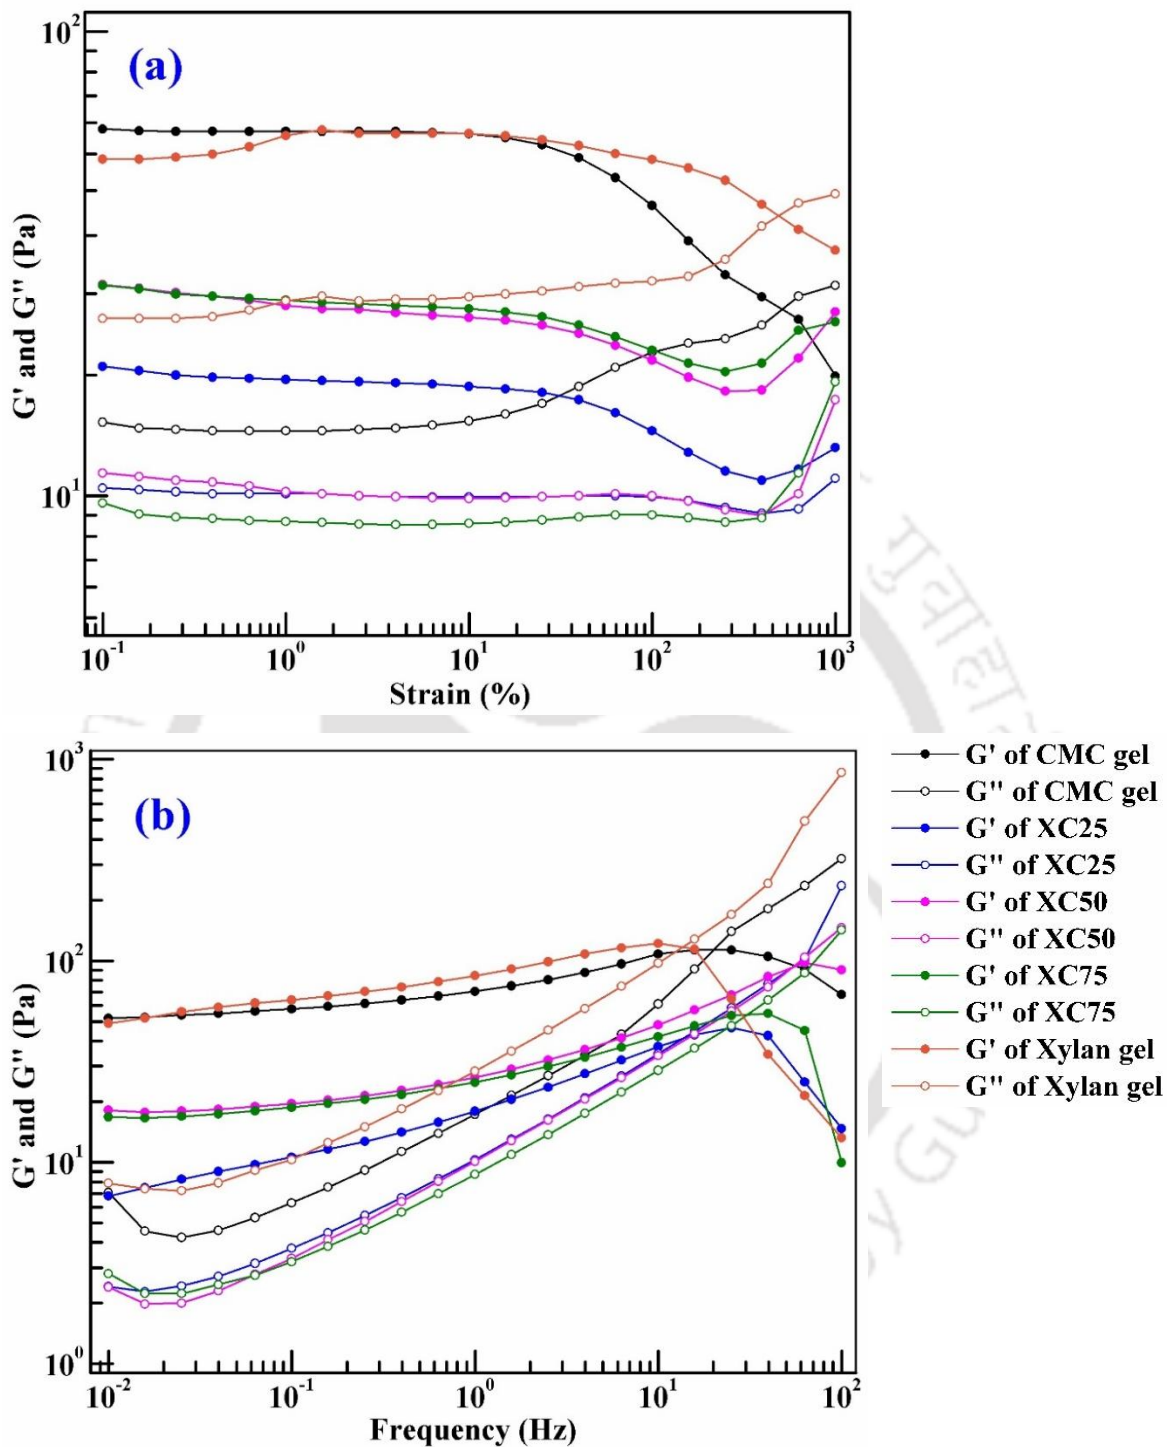 (a)
10²
10¹
G' and G" (Pa)
10⁻¹ 10⁰ 10¹ 10² 10³
Strain (%)
(b)
10³
10²
10¹
10⁰
G' and G" (Pa)
10⁻² 10⁻¹ 10⁰ 10¹ 10²
Frequency (Hz)
G' of CMC gel
G" of CMC gel
G' of XC25
G" of XC25
G' of XC50
G" of XC50
G' of XC75
G" of XC75
G' of Xylan gel
G" of Xylan gel